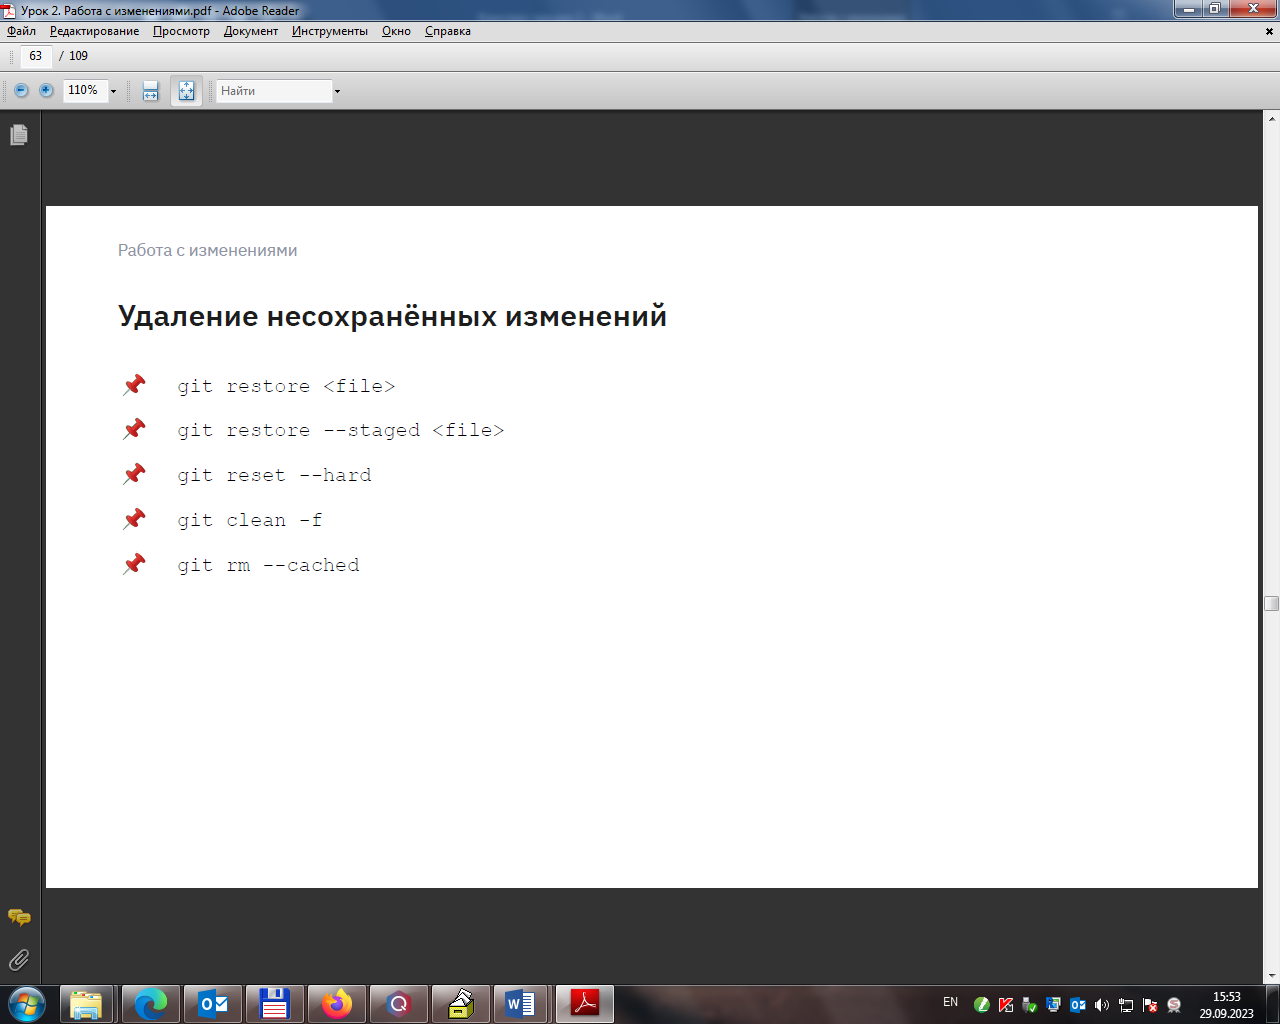 Урок 2. Работа с изменениями.pdf - Adobe Reader
Файл Редактирование Просмотр Документ Инструменты Окно Справка
63 / 109
110% Найти
Работа с изменениями
Удаление несохранённых изменений
git restore <file>
git restore --staged <file>
git reset --hard
git clean -f
git rm --cached
EN
15:53
29.09.2023